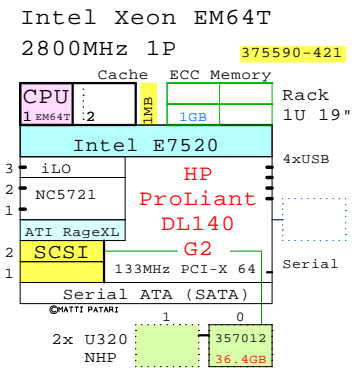 Intel Xeon EM64T
2800MHz 1P
375590-421
Cache ECC Memory
CPU
1 EM64T 2
1MB
1GB
Rack
1U 19"
Intel E7520
4xUSB
3 iLO
2 NC5721
1
HP
ProLiant
DL140
G2
ATI RageXL
2 SCSI
1
133MHz PCI-X 64
Serial
Serial ATA (SATA)
©MATTI PATARI
1 0
2x U320
NHP
357012
36.4GB